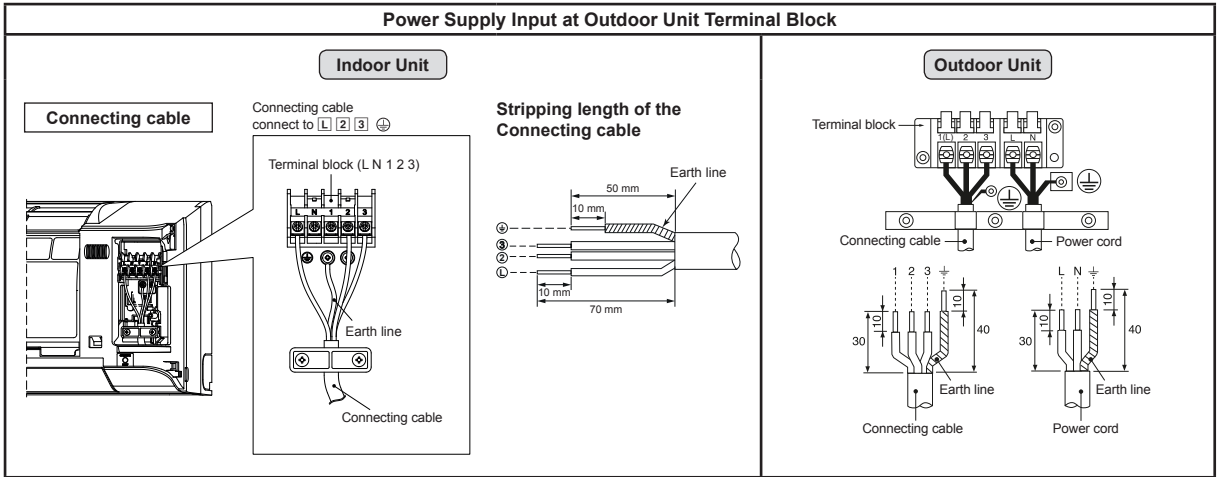 Power Supply Input at Outdoor Unit Terminal Block
Indoor Unit
Connecting cable
Connecting cable
connect to L 2 3 ⏚
Terminal block (L N 1 2 3)
L N 1 2 3
Earth line
Connecting cable
Stripping length of the
Connecting cable
Earth line
50 mm
10 mm
⏚
③
②
Ⓛ
10 mm
70 mm
Outdoor Unit
Terminal block
1(L) 2 3 L N
Connecting cable
Power cord
1 2 3 ⏚
10
10
30
40
Earth line
Connecting cable
L N ⏚
10
10
30
40
Earth line
Power cord